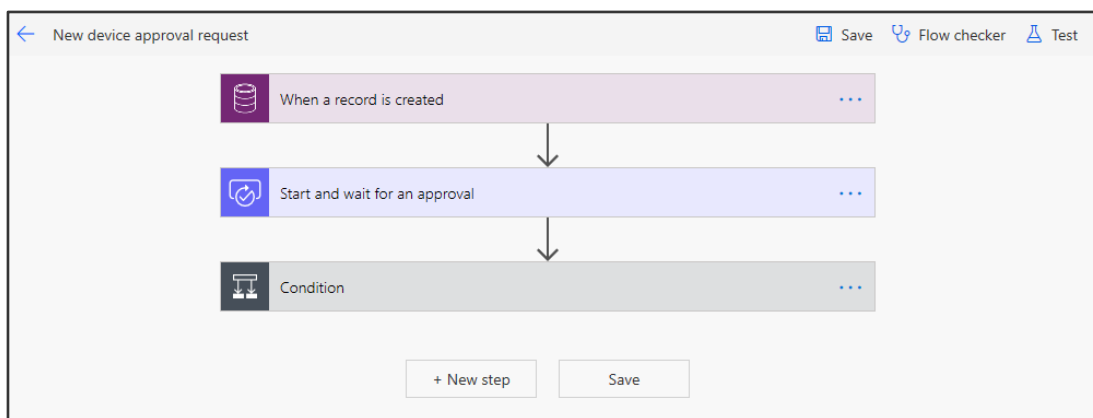 New device approval request
Save Flow checker Test
When a record is created
Start and wait for an approval
Condition
+ New step Save